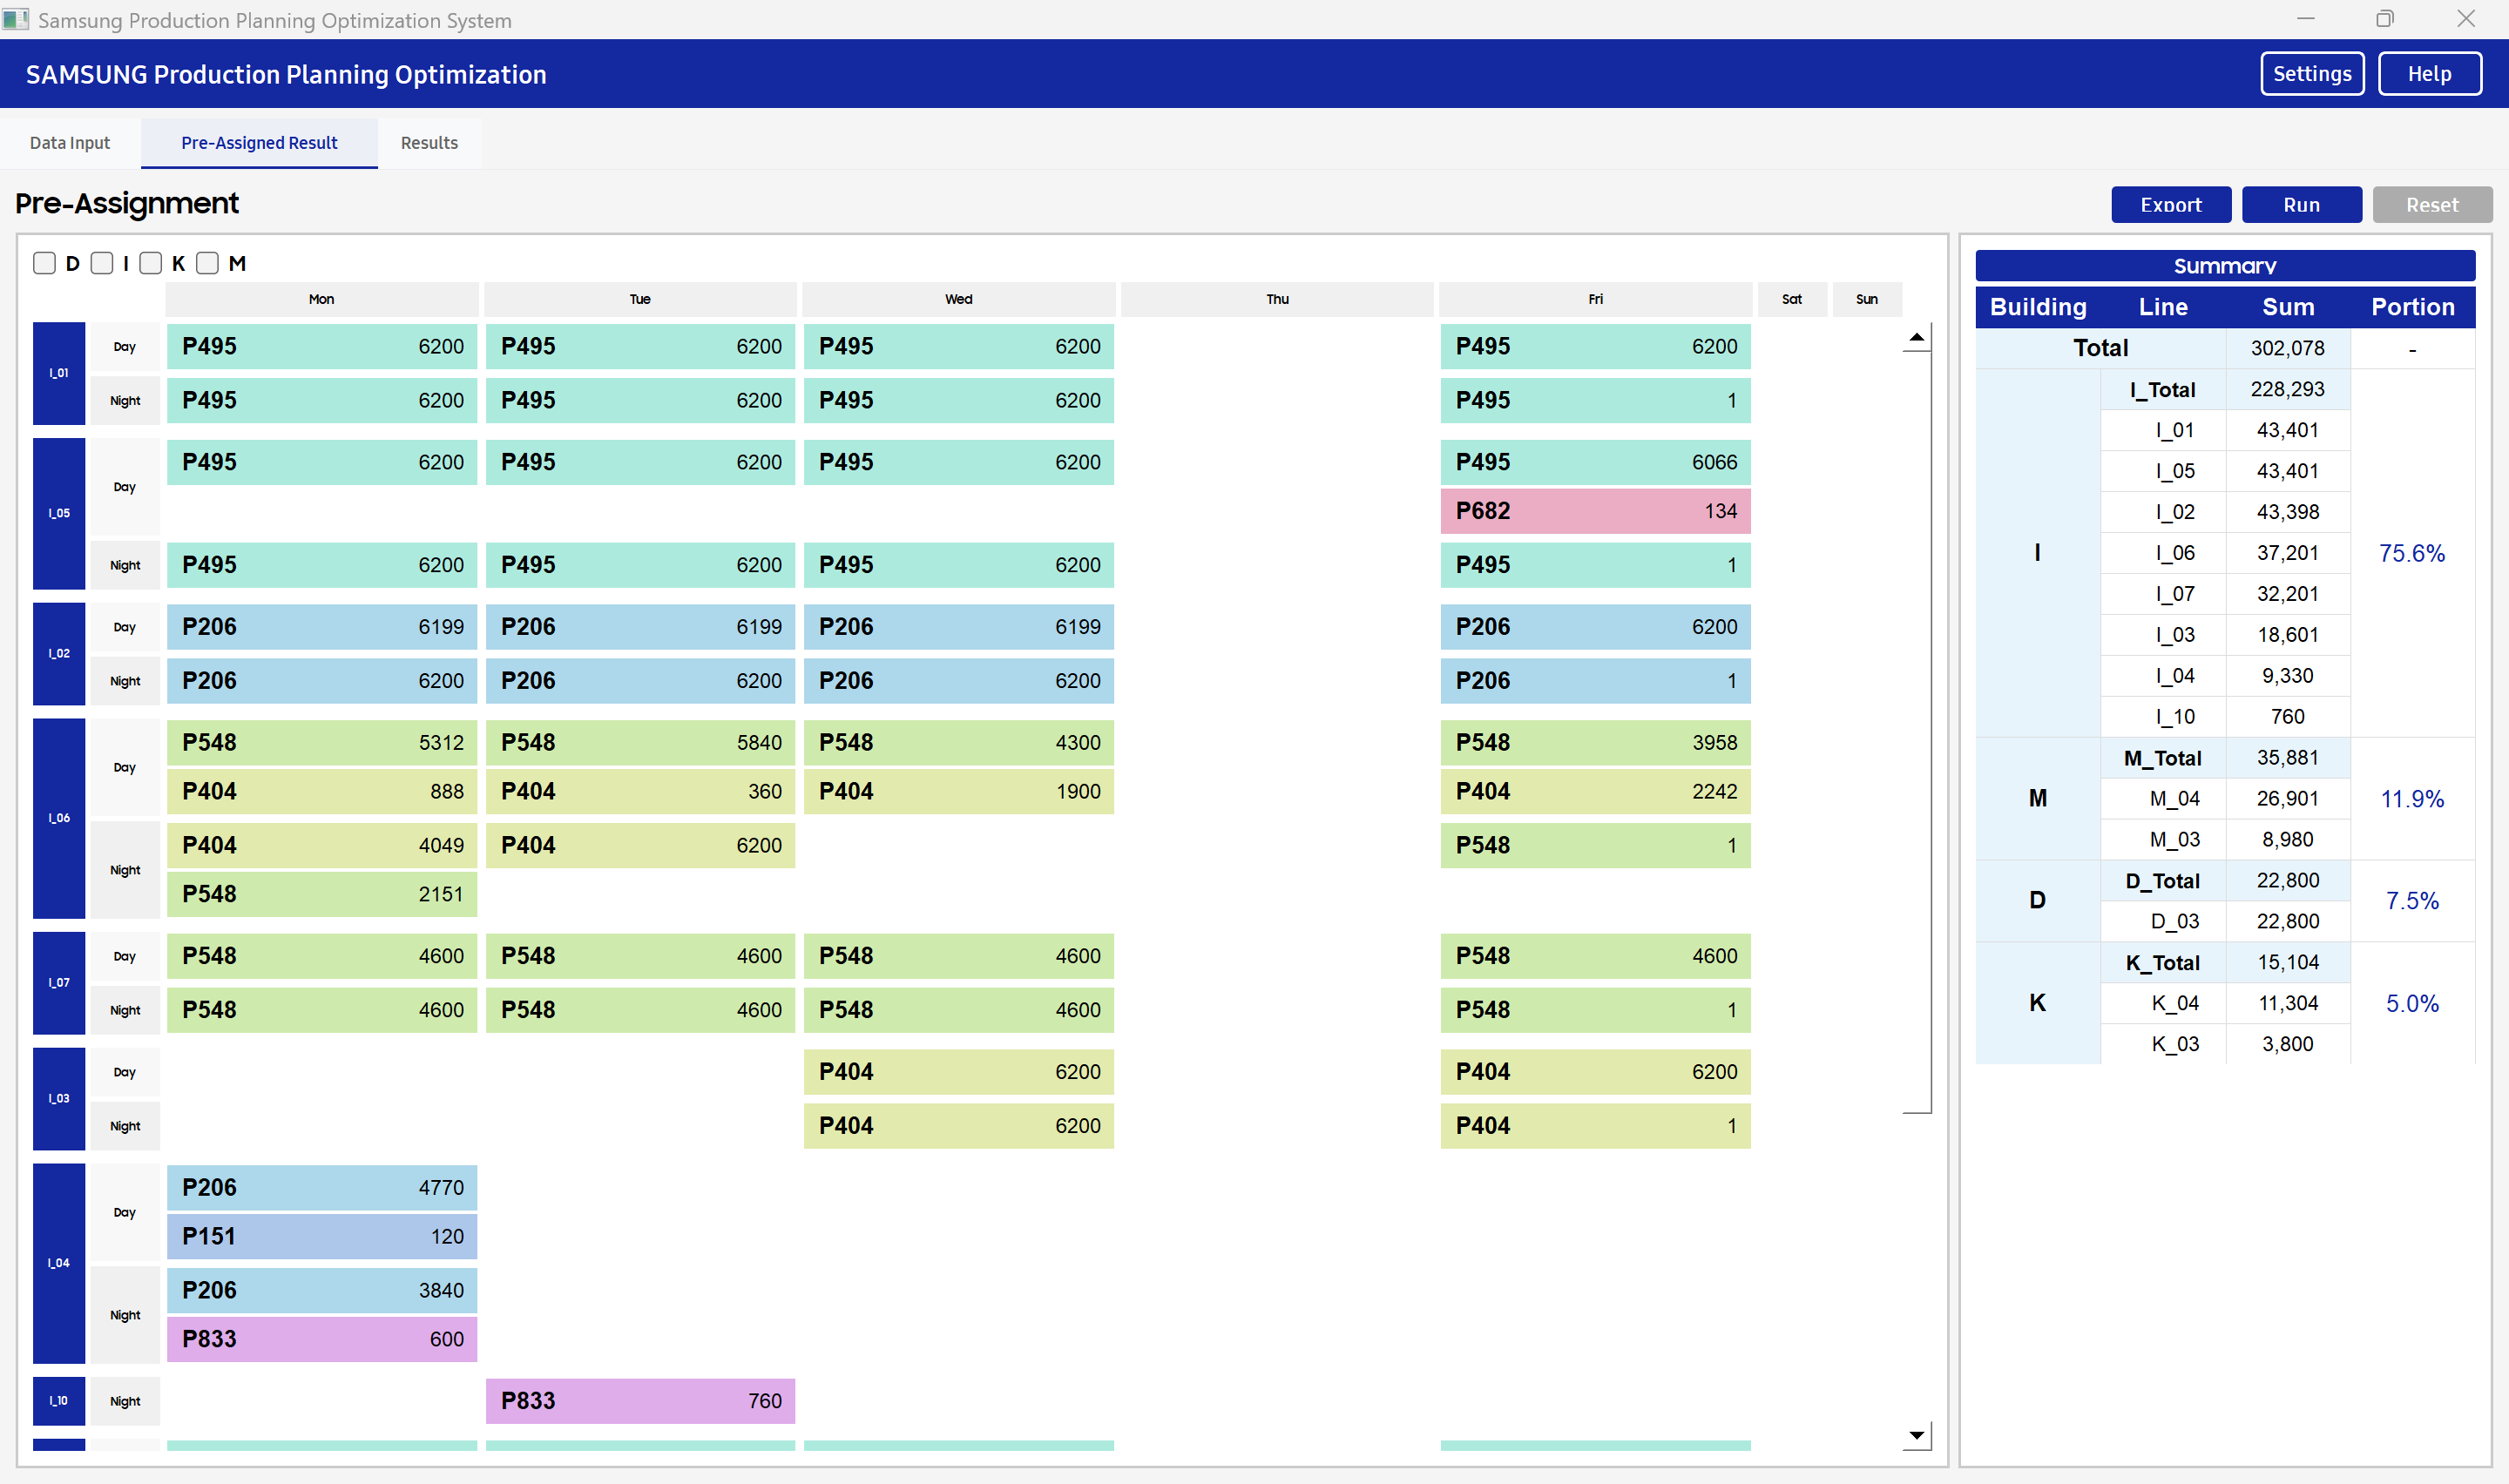 Samsung Production Planning Optimization System
SAMSUNG Production Planning Optimization
Settings
Help
Data Input
Pre-Assigned Result
Results
Pre-Assignment
Export
Run
Reset
D I K M
Mon Tue Wed Thu Fri Sat Sun
I_01
Day
P495 6200 P495 6200 P495 6200 P495 6200
Night
P495 6200 P495 6200 P495 6200 P495 1
I_05
Day
P495 6200 P495 6200 P495 6200 P495 6066
P682 134
Night
P495 6200 P495 6200 P495 6200 P495 1
I_02
Day
P206 6199 P206 6199 P206 6199 P206 6200
Night
P206 6200 P206 6200 P206 6200 P206 1
I_06
Day
P548 5312 P548 5840 P548 4300 P548 3958
P404 888 P404 360 P404 1900 P404 2242
Night
P404 4049 P404 6200 P548 1
P548 2151
I_07
Day
P548 4600 P548 4600 P548 4600 P548 4600
Night
P548 4600 P548 4600 P548 4600 P548 1
I_03
Day
P404 6200 P404 6200
Night
P404 6200 P404 1
I_04
Day
P206 4770
P151 120
Night
P206 3840
P833 600
I_10
Night
P833 760
Summary
Building Line Sum Portion
Total 302,078 -
I
I_Total 228,293
I_01 43,401
I_05 43,401
I_02 43,398
I_06 37,201
75.6%
I_07 32,201
I_03 18,601
I_04 9,330
I_10 760
M
M_Total 35,881
M_04 26,901
11.9%
M_03 8,980
D
D_Total 22,800
7.5%
D_03 22,800
K
K_Total 15,104
K_04 11,304
5.0%
K_03 3,800